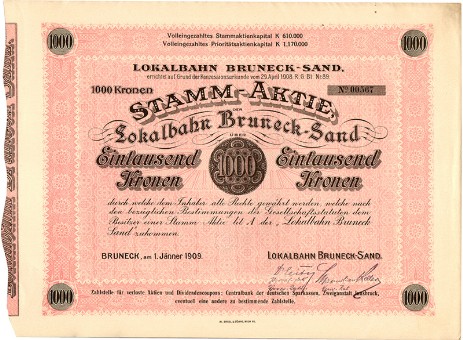 Volleingezahltes Stammaktienkapital K 610.000
Volleingezahltes Prioritätsaktienkapital K 1,170.000
1000
1000
LOKALBAHN BRUNECK-SAND.
errichtet auf Grund der Konzessionsurkunde vom 29. April 1908. R. G. Bl. Nr. 89
1000 Kronen
No 00567
STAMM-AKTIE
DER
Lokalbahn Bruneck-Sand
ÜBER
Eintausend 1000 Eintausend
Kronen Kronen
durch welche dem Inhaber alle Rechte gewährt werden, welche nach
den bezüglichen Bestimmungen der Gesellschaftsstatuten dem
Besitzer einer Stamm Aktie lit A der „Lokalbahn Bruneck
Sand" zukommen.
BRUNECK, am 1. Jänner 1909.
LOKALBAHN BRUNECK-SAND.
1000
1000
Zahlstelle für verloste Aktien und Dividendencoupons: Centralbank der deutschen Sparkassen, Zweiganstalt Innsbruck,
eventuell eine andere zu bestimmende Zahlstelle.